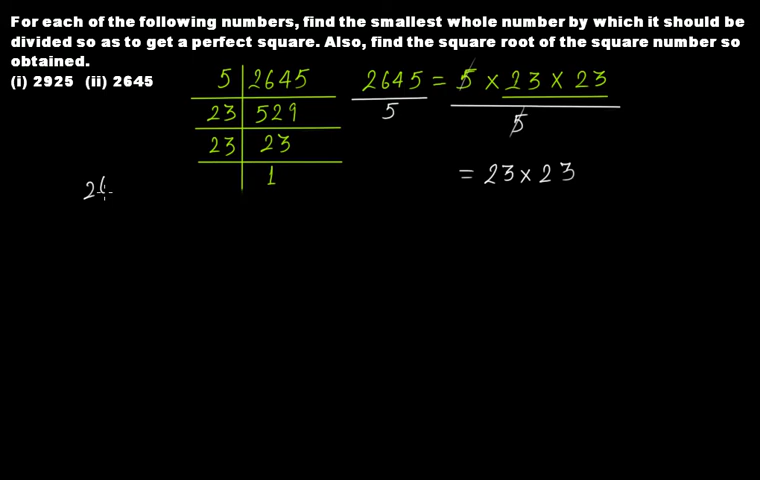 For each of the following numbers, find the smallest whole number by which it should be
divided so as to get a perfect square. Also, find the square root of the square number so
obtained.
(i) 2925 (ii) 2645
5 | 2645
23 | 529
23 | 23
1
2645 = 5 × 23 × 23
5 5
= 23 × 23